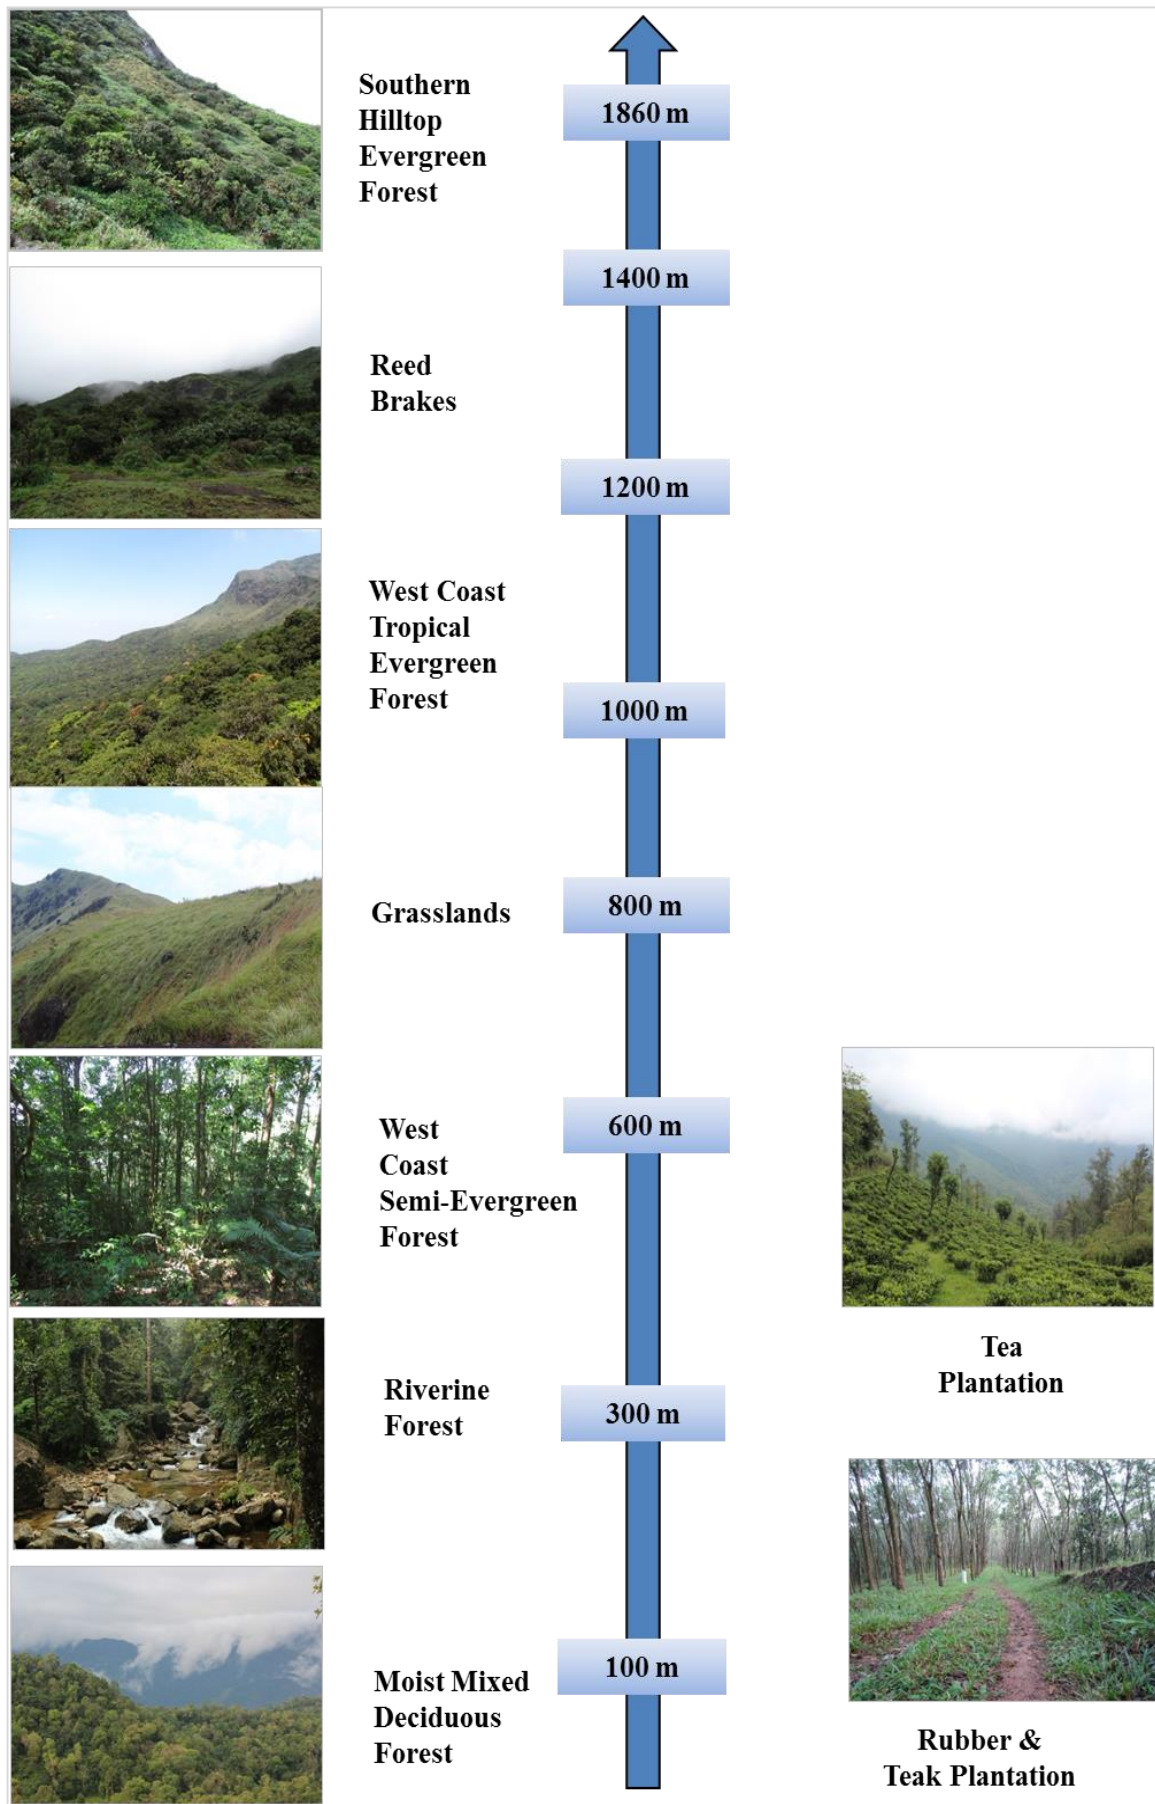 Southern
Hilltop
Evergreen
Forest
1860 m
1400 m
Reed
Brakes
1200 m
West Coast
Tropical
Evergreen
Forest
1000 m
Grasslands
800 m
West
Coast
Semi-Evergreen
Forest
600 m
Tea
Plantation
Riverine
Forest
300 m
Moist Mixed
Deciduous
Forest
100 m
Rubber &
Teak Plantation